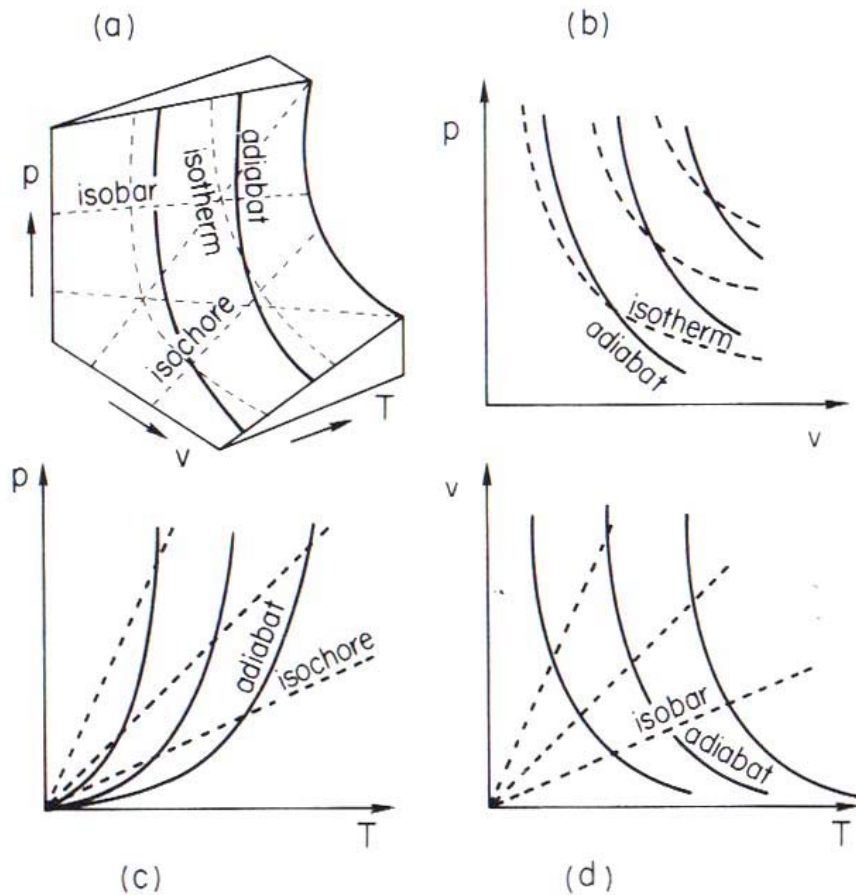 (a)
p
isobar
isotherm
adiabat
isochore
v
T
(b)
p
isotherm
adiabat
v
p
adiabat
isochore
T
(c)
v
isobar
adiabat
T
(d)